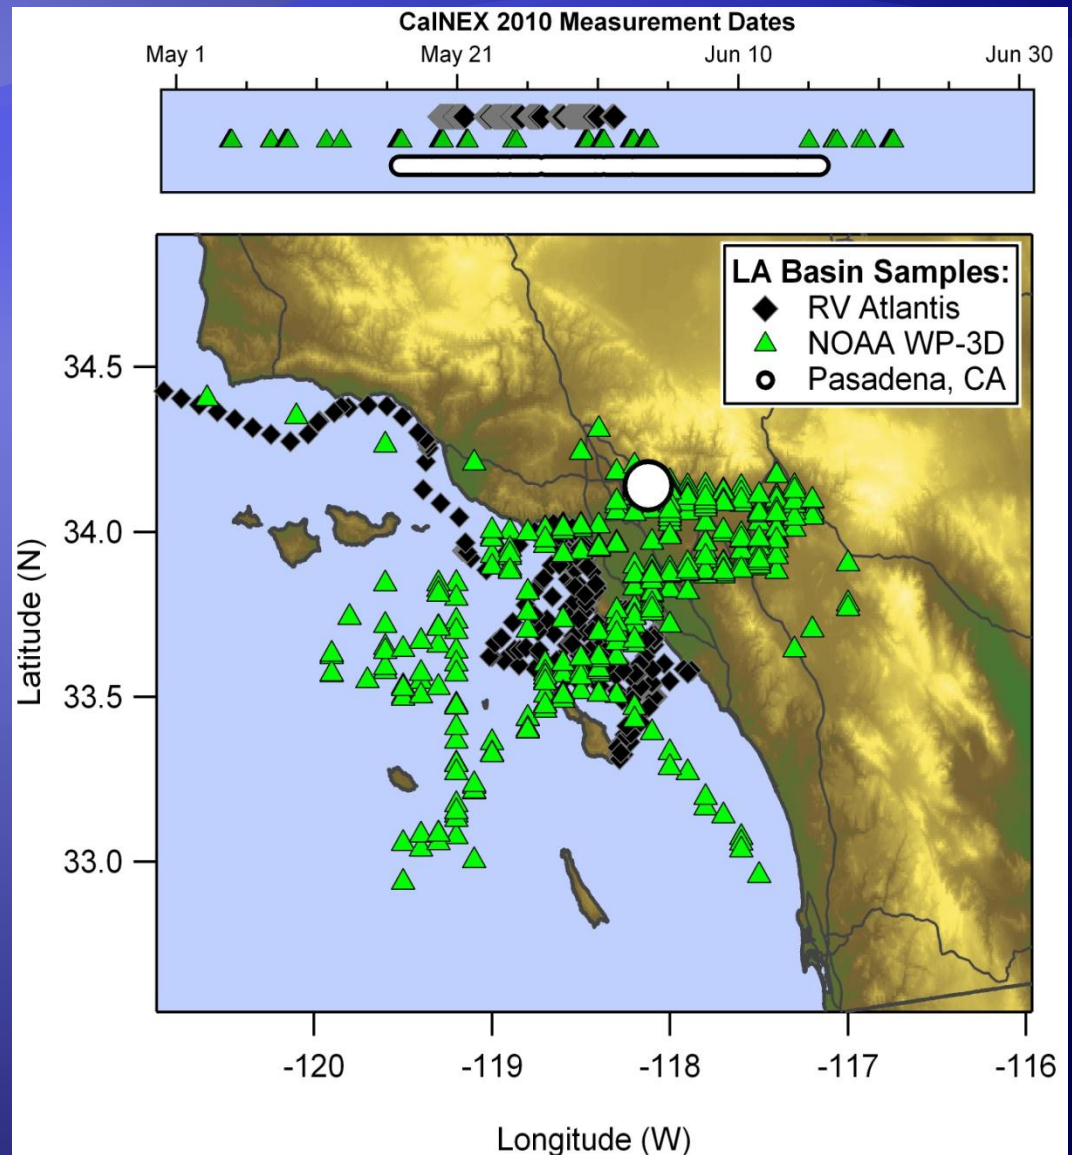 CalNEX 2010 Measurement Dates
May 1 May 21 Jun 10 Jun 30
LA Basin Samples:
RV Atlantis
NOAA WP-3D
Pasadena, CA
34.5
34.0
33.5
33.0
Latitude (N)
-120 -119 -118 -117 -116
Longitude (W)